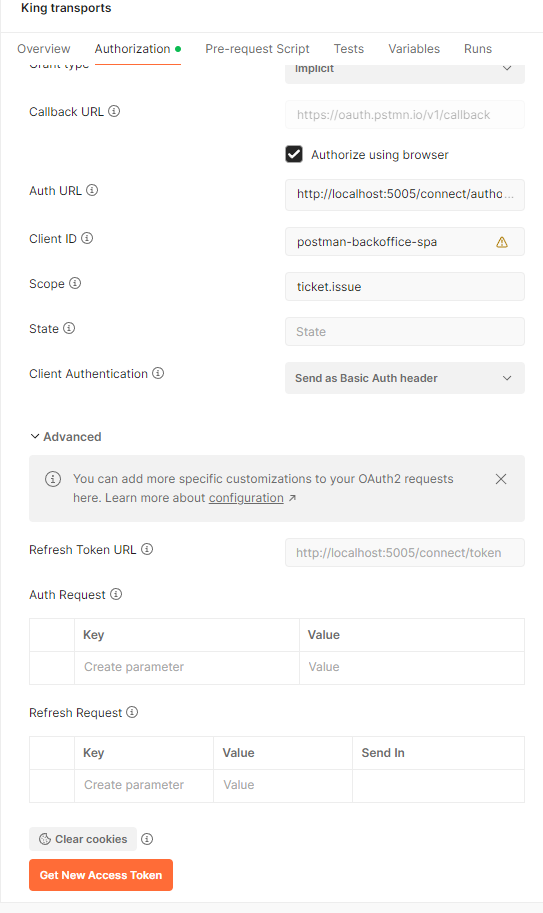 King transports
Overview Authorization Pre-request Script Tests Variables Runs
Grant type Implicit
Callback URL https://oauth.pstmn.io/v1/callback
Authorize using browser
Auth URL http://localhost:5005/connect/autho...
Client ID postman-backoffice-spa
Scope ticket.issue
State State
Client Authentication Send as Basic Auth header
Advanced
You can add more specific customizations to your OAuth2 requests
here. Learn more about configuration ↗
Refresh Token URL http://localhost:5005/connect/token
Auth Request
Key Value
Create parameter Value
Refresh Request
Key Value Send In
Create parameter Value
Clear cookies
Get New Access Token